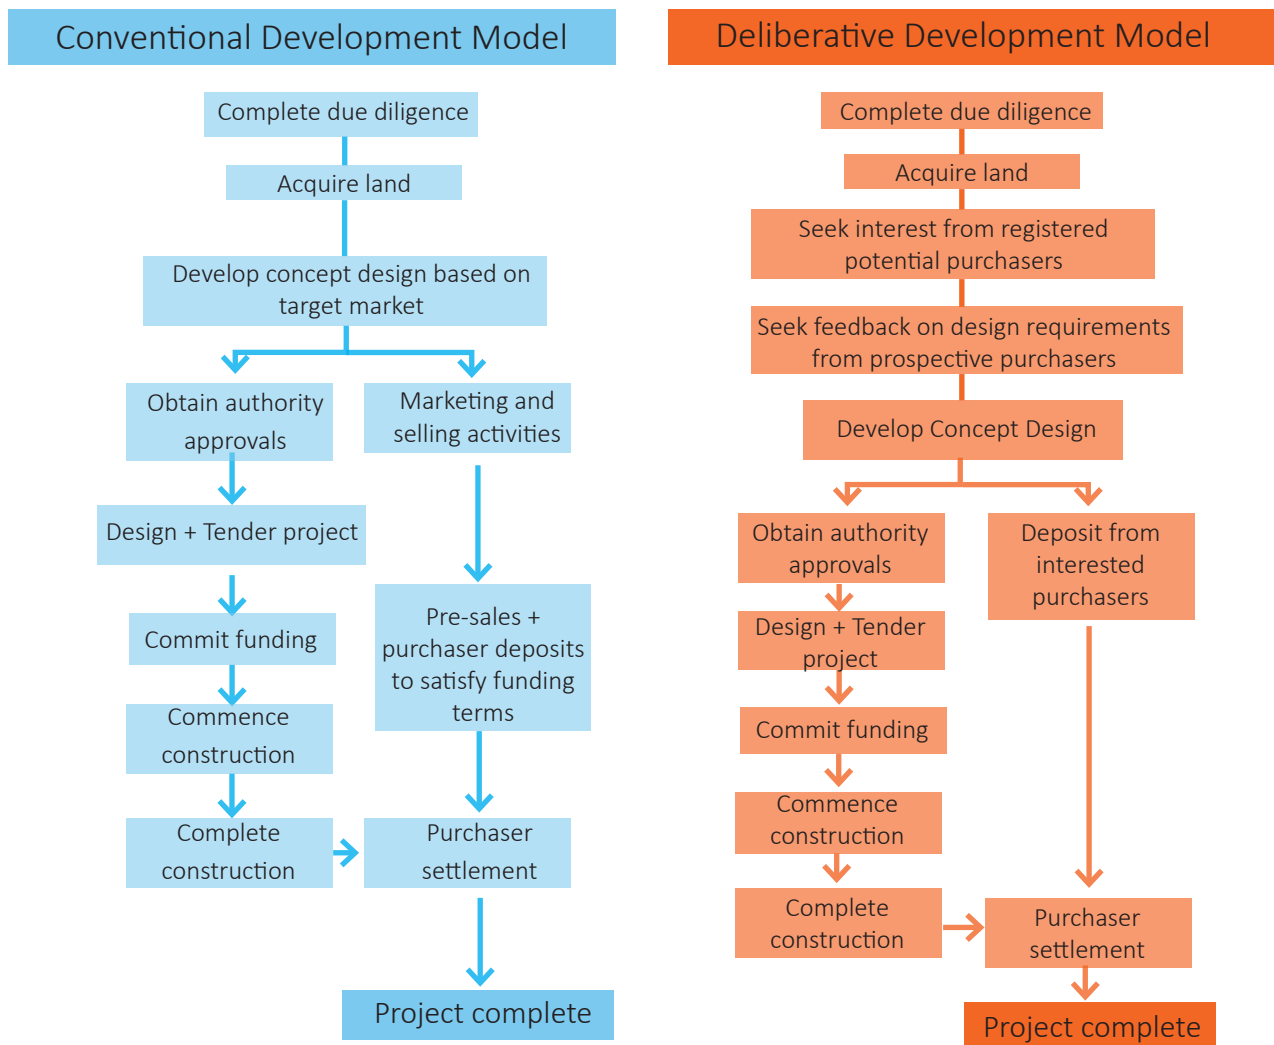 Conventional Development Model
Complete due diligence
Acquire land
Develop concept design based on
target market
Obtain authority
approvals
Marketing and
selling activities
Design + Tender project
Commit funding
Pre-sales +
purchaser deposits
to satisfy funding
terms
Commence
construction
Complete
construction
Purchaser
settlement
Project complete
Deliberative Development Model
Complete due diligence
Acquire land
Seek interest from registered
potential purchasers
Seek feedback on design requirements
from prospective purchasers
Develop Concept Design
Obtain authority
approvals
Deposit from
interested
purchasers
Design + Tender
project
Commit funding
Commence
construction
Complete
construction
Purchaser
settlement
Project complete